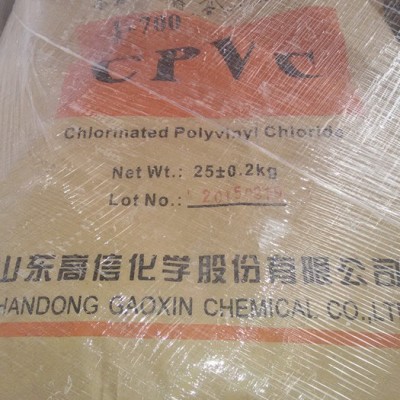 J-700
CPVC
Chlorinated Polyvinyl Chloride
Net Wt.: 25±0.2kg
Lot No.:
山东高信化学股份有限公司
HANDONG GAOXIN CHEMICAL CO.,LT